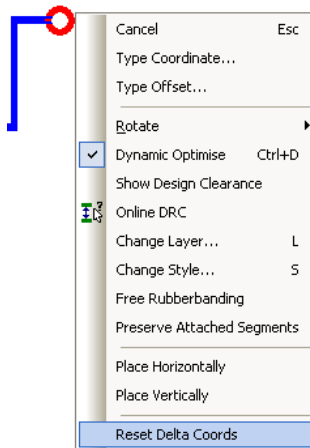 Cancel Esc
Type Coordinate...
Type Offset...
Rotate
Dynamic Optimise Ctrl+D
Show Design Clearance
Online DRC
Change Layer... L
Change Style... S
Free Rubberbanding
Preserve Attached Segments
Place Horizontally
Place Vertically
Reset Delta Coords